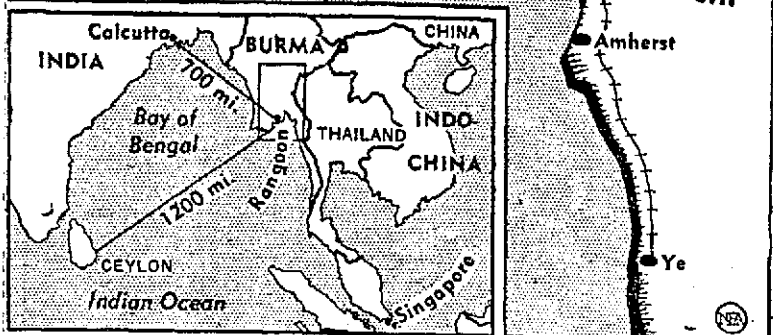 Calcutta
BURMA
CHINA
INDIA
700 mi.
Bay of
Bengal
THAILAND
INDO-
CHINA
Rangoon
1200 mi.
CEYLON
Indian Ocean
Singapore
Amherst
Ye
NEA